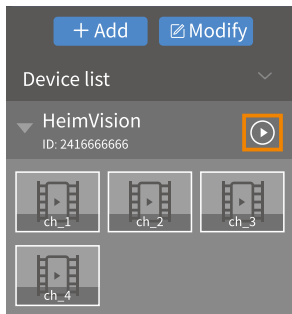 + Add
Modify
Device list
HeimVision
ID: 2416666666
ch_1
ch_2
ch_3
ch_4